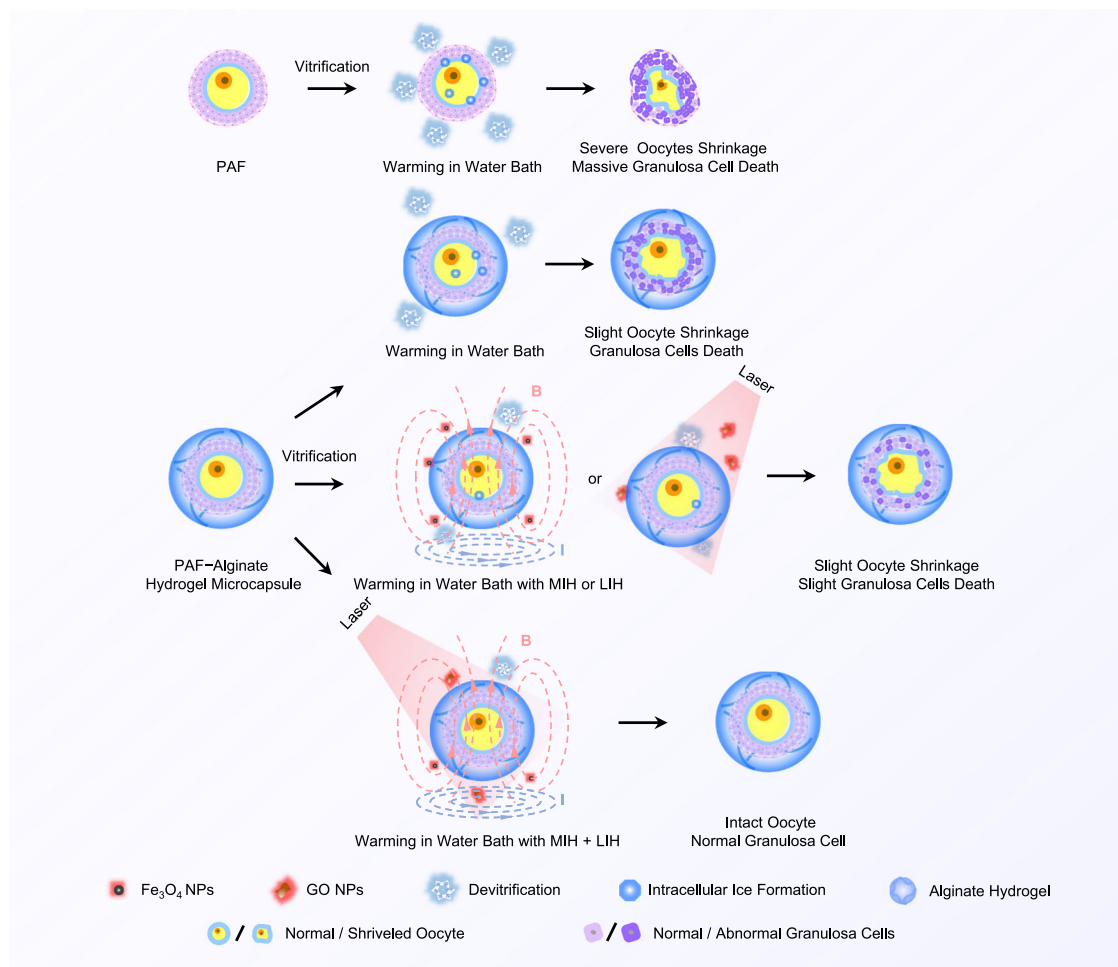 Vitrification
PAF
Warming in Water Bath
Severe Oocytes Shrinkage
Massive Granulosa Cell Death
Warming in Water Bath
Slight Oocyte Shrinkage
Granulosa Cells Death
Laser
B
Vitrification
or
I
PAF−Alginate
Hydrogel Microcapsule
Warming in Water Bath with MIH or LIH
Slight Oocyte Shrinkage
Slight Granulosa Cells Death
Laser
B
I
Warming in Water Bath with MIH + LIH
Intact Oocyte
Normal Granulosa Cell
Fe₃O₄ NPs
GO NPs
Devitrification
Intracellular Ice Formation
Alginate Hydrogel
/ Normal / Shriveled Oocyte
/ Normal / Abnormal Granulosa Cells